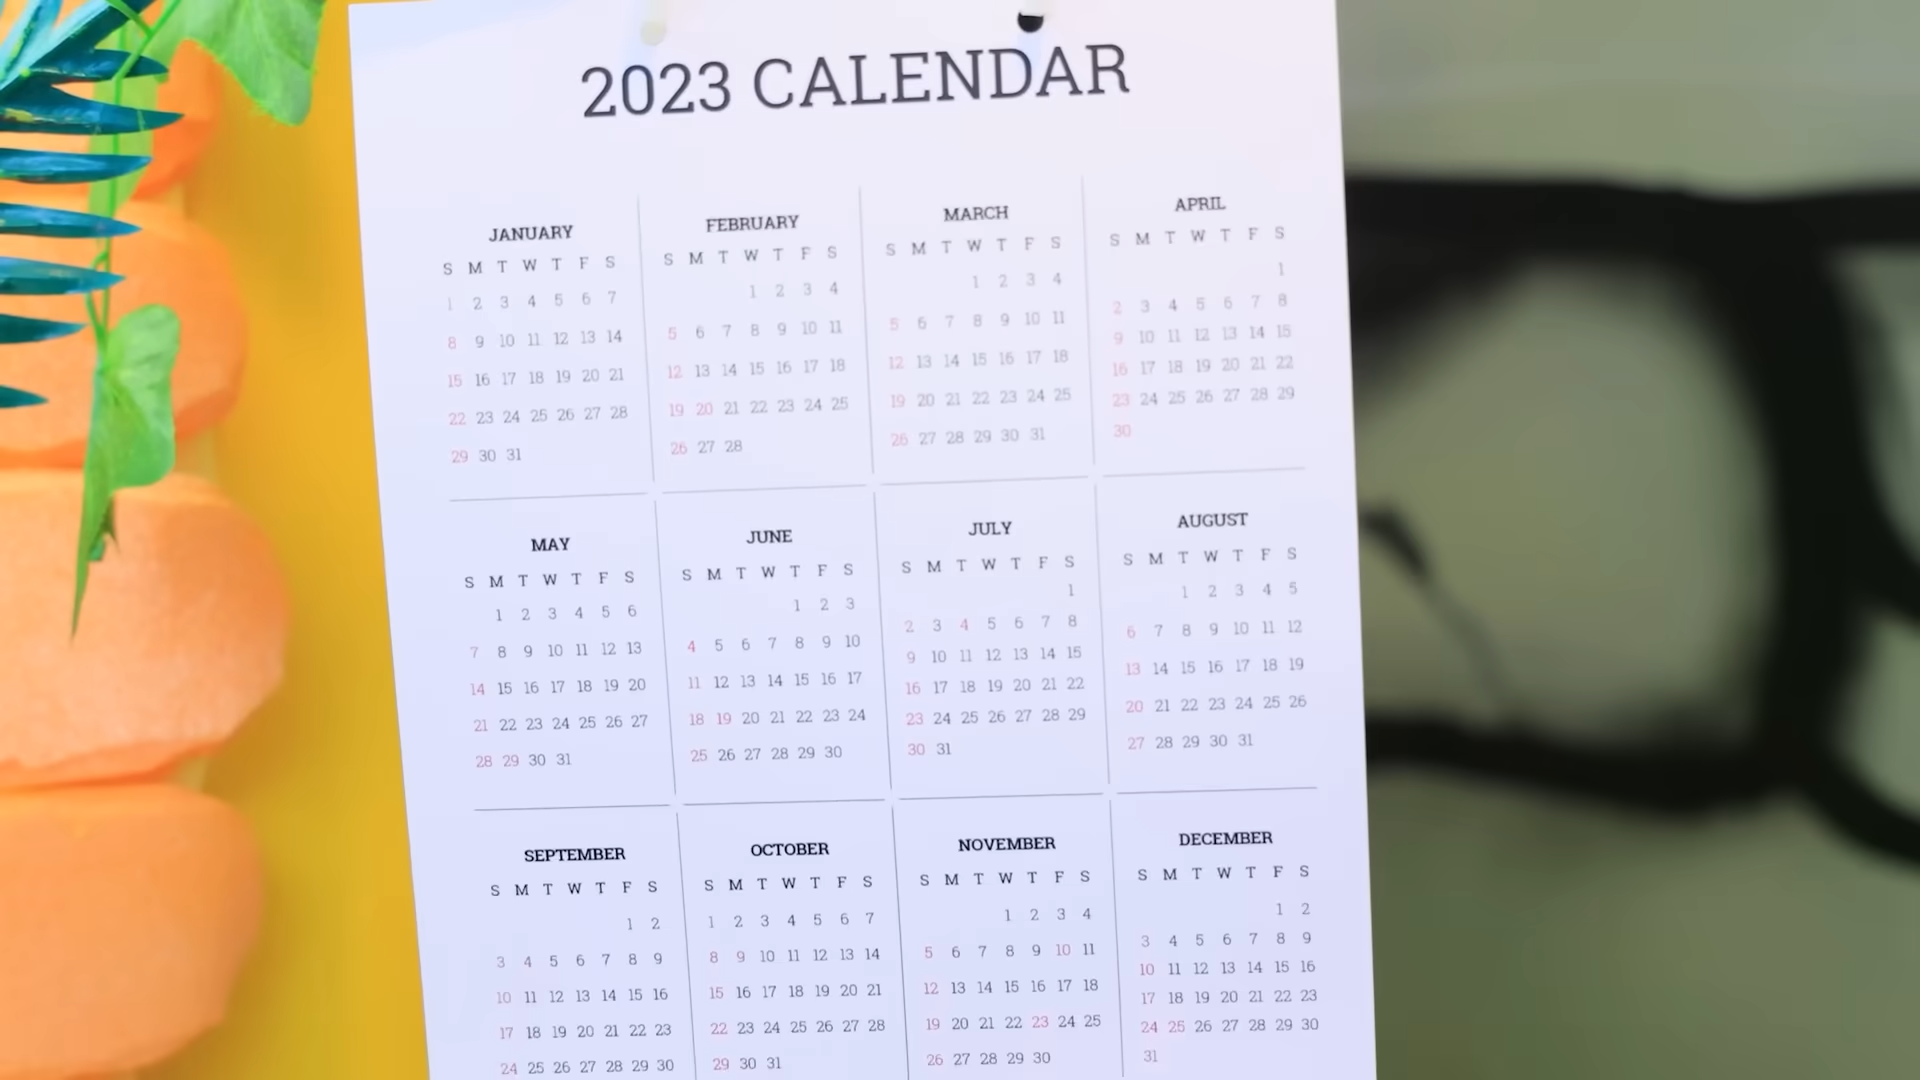 2023 CALENDAR
JANUARY
S M T W T F S
1 2 3 4 5 6 7
8 9 10 11 12 13 14
15 16 17 18 19 20 21
22 23 24 25 26 27 28
29 30 31
FEBRUARY
S M T W T F S
1 2 3 4
5 6 7 8 9 10 11
12 13 14 15 16 17 18
19 20 21 22 23 24 25
26 27 28
MARCH
S M T W T F S
1 2 3 4
5 6 7 8 9 10 11
12 13 14 15 16 17 18
19 20 21 22 23 24 25
26 27 28 29 30 31
APRIL
S M T W T F S
1
2 3 4 5 6 7 8
9 10 11 12 13 14 15
16 17 18 19 20 21 22
23 24 25 26 27 28 29
30
MAY
S M T W T F S
1 2 3 4 5 6
7 8 9 10 11 12 13
14 15 16 17 18 19 20
21 22 23 24 25 26 27
28 29 30 31
JUNE
S M T W T F S
1 2 3
4 5 6 7 8 9 10
11 12 13 14 15 16 17
18 19 20 21 22 23 24
25 26 27 28 29 30
JULY
S M T W T F S
1
2 3 4 5 6 7 8
9 10 11 12 13 14 15
16 17 18 19 20 21 22
23 24 25 26 27 28 29
30 31
AUGUST
S M T W T F S
1 2 3 4 5
6 7 8 9 10 11 12
13 14 15 16 17 18 19
20 21 22 23 24 25 26
27 28 29 30 31
SEPTEMBER
S M T W T F S
1 2
3 4 5 6 7 8 9
10 11 12 13 14 15 16
17 18 19 20 21 22 23
24 25 26 27 28 29 30
OCTOBER
S M T W T F S
1 2 3 4 5 6 7
8 9 10 11 12 13 14
15 16 17 18 19 20 21
22 23 24 25 26 27 28
29 30 31
NOVEMBER
S M T W T F S
1 2 3 4
5 6 7 8 9 10 11
12 13 14 15 16 17 18
19 20 21 22 23 24 25
26 27 28 29 30
DECEMBER
S M T W T F S
1 2
3 4 5 6 7 8 9
10 11 12 13 14 15 16
17 18 19 20 21 22 23
24 25 26 27 28 29 30
31